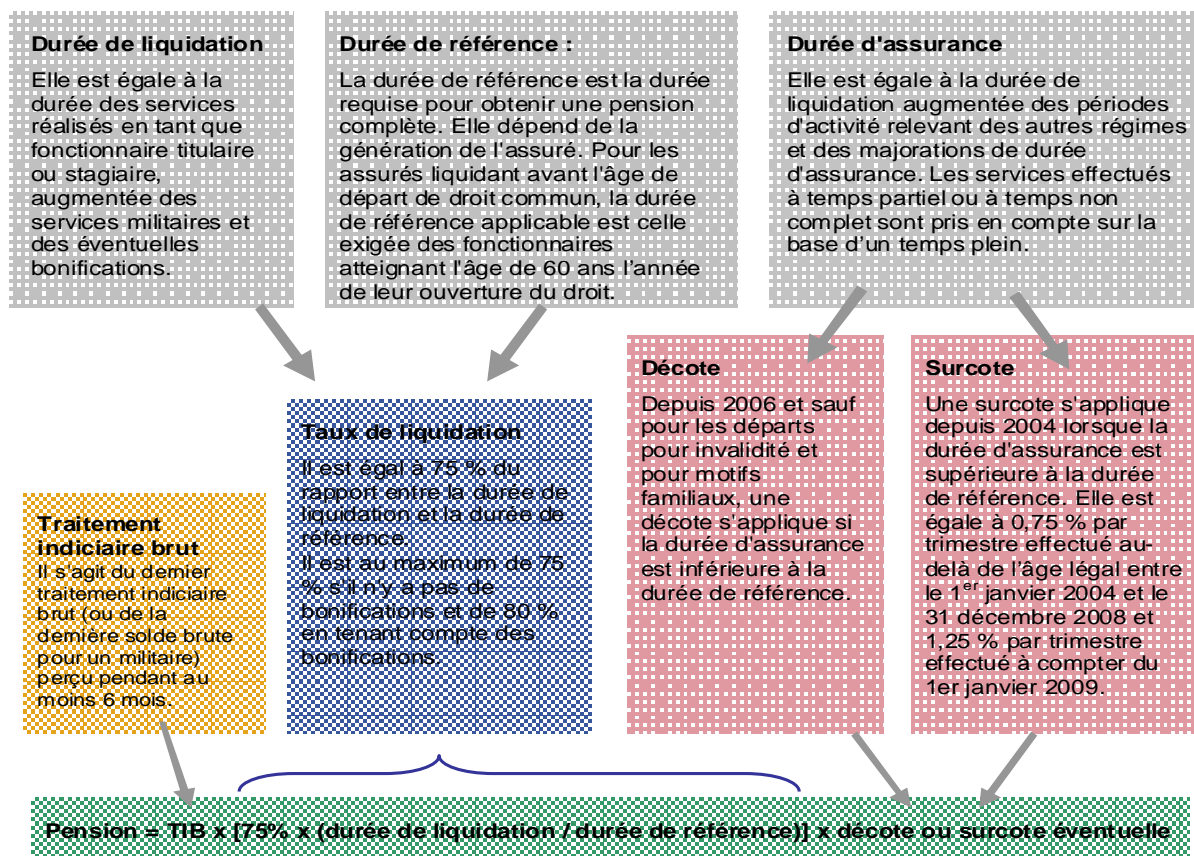 Durée de liquidation
Elle est égale à la
durée des services
réalisés en tant que
fonctionnaire titulaire
ou stagiaire,
augmentée des
services militaires et
des éventuelles
bonifications.
Durée de référence :
La durée de référence est la durée
requise pour obtenir une pension
complète. Elle dépend de la
génération de l'assuré. Pour les
assurés liquidant avant l'âge de
départ de droit commun, la durée
de référence applicable est celle
exigée des fonctionnaires
atteignant l'âge de 60 ans l'année
de leur ouverture du droit.
Durée d'assurance
Elle est égale à la durée de
liquidation augmentée des périodes
d'activité relevant des autres régimes
et des majorations de durée
d'assurance. Les services effectués
à temps partiel ou à temps non
complet sont pris en compte sur la
base d'un temps plein.
Traitement
indiciaire brut
Il s'agit du dernier
traitement indiciaire
brut (ou de la
dernière solde brute
pour un militaire)
perçu pendant au
moins 6 mois.
Taux de liquidation
Il est égal à 75 % du
rapport entre la durée de
liquidation et la durée de
référence.
Il est au maximum de 75
% s'il n'y a pas de
bonifications et de 80 %
en tenant compte des
bonifications.
Décote
Depuis 2006 et sauf
pour les départs
pour invalidité et
pour motifs
familiaux, une
décote s'applique si
la durée d'assurance
est inférieure à la
durée de référence.
Surcote
Une surcote s'applique
depuis 2004 lorsque la
durée d'assurance est
supérieure à la durée
de référence. Elle est
égale à 0,75 % par
trimestre effectué au-
delà de l'âge légal entre
le 1er janvier 2004 et le
31 décembre 2008 et
1,25 % par trimestre
effectué à compter du
1er janvier 2009.
Pension = TIB x [75% x (durée de liquidation / durée de référence)] x décote ou surcote éventuelle